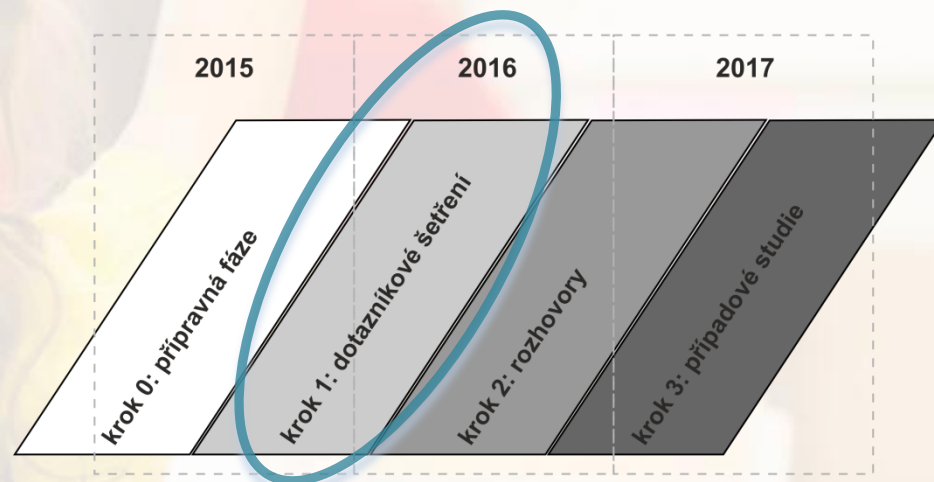 2015
2016
2017
krok 0: přípravná fáze
krok 1: dotazníkové šetření
krok 2: rozhovory
krok 3: případové studie